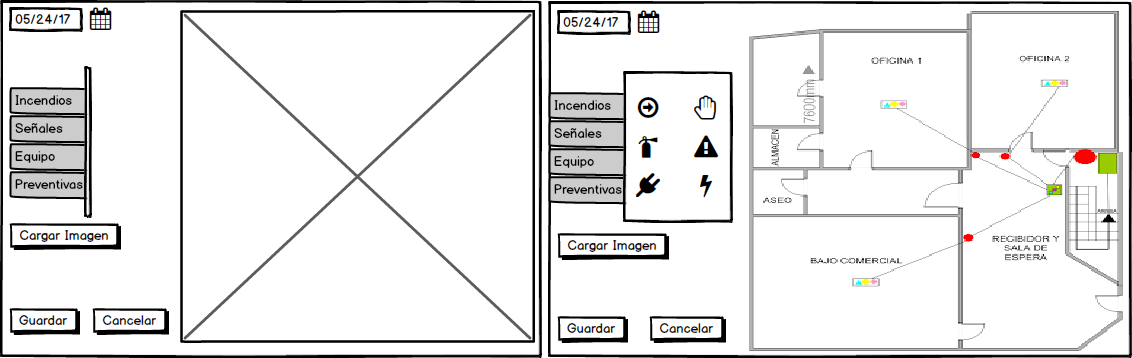 05/24/17
Incendios
Señales
Equipo
Preventivas
Cargar Imagen
Guardar
Cancelar
05/24/17
Incendios
Señales
Equipo
Preventivas
Cargar Imagen
Guardar
Cancelar
OFICINA 1
OFICINA 2
7600mm
ALMACEN
ASEO
BAJO COMERCIAL
RECIBIDOR Y
SALA DE
ESPERA